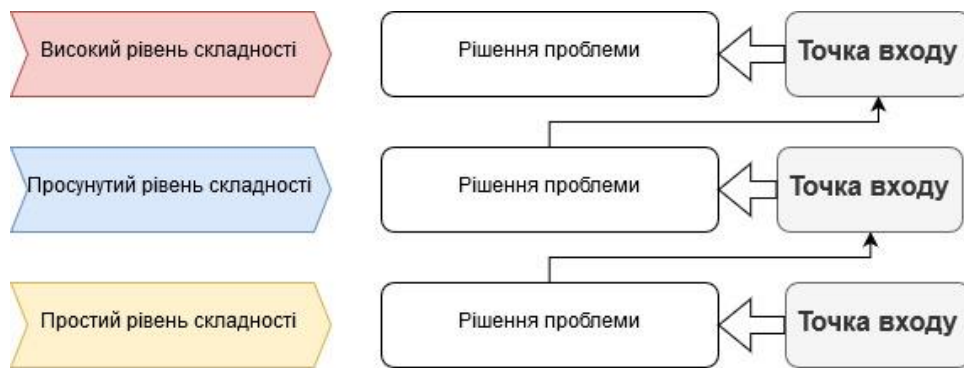 Високий рівень складності
Рішення проблеми
Точка входу
Просунутий рівень складності
Рішення проблеми
Точка входу
Простий рівень складності
Рішення проблеми
Точка входу